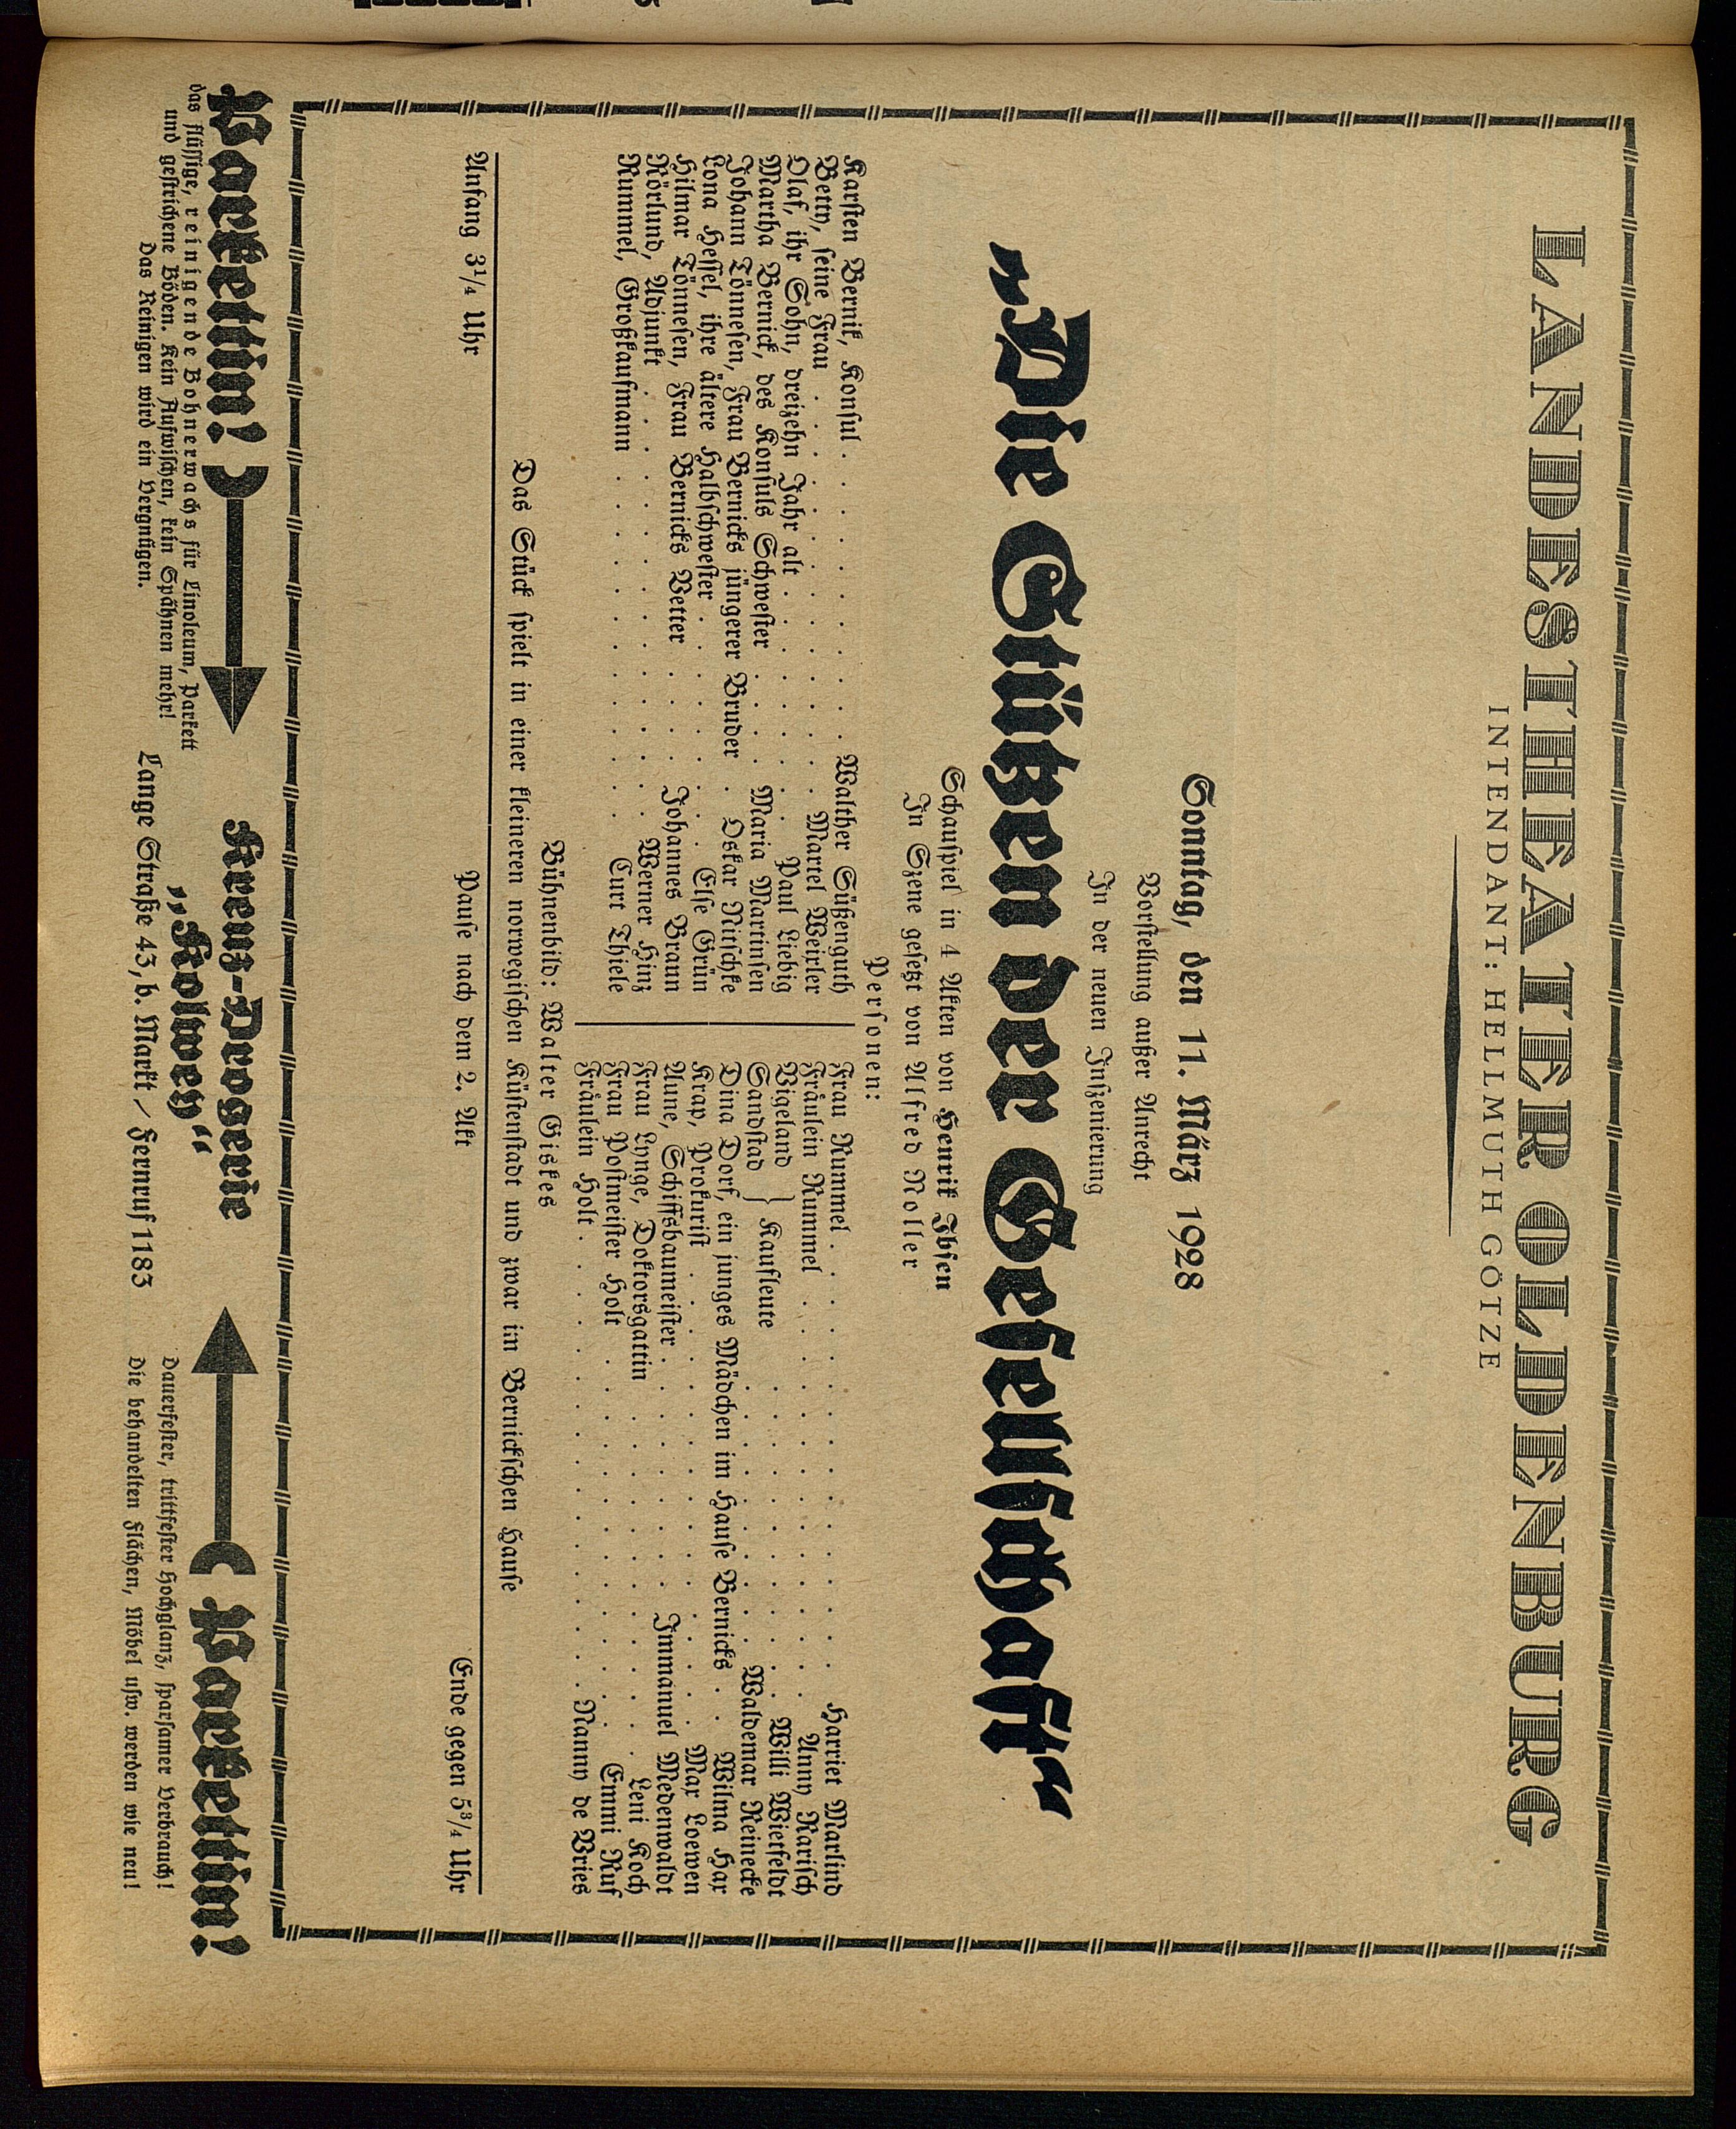 LANDESTHEATER OLDENBURG
INTENDANT: HELLMUTH GÖTZE
Sonntag, den 11. März 1928
Vorstellung außer Anrecht
In der neuen Inszenierung
„Die Stützen der Gesellschaft“
Schauspiel in 4 Akten von Henrik Ibsen
In Szene gesetzt von Alfred Noller
Personen:
Karsten Bernik, Konsul . . . . . . Walther Süßenguth
Betty, seine Frau . . . . . . . . Martel Weixler
Olaf, ihr Sohn, dreizehn Jahr alt . . . . . Paul Liebig
Martha Bernick, des Konsuls Schwester . . . Maria Martinsen
Johann Tönnesen, Frau Bernicks jüngerer Bruder . Oskar Nitschke
Lona Hessel, ihre ältere Halbschwester . . . . . Else Grün
Hilmar Tönnesen, Frau Bernicks Vetter . . . Johannes Brann
Rörlund, Adjunkt . . . . . . . . . Werner Hinz
Rummel, Großkaufmann . . . . . . . Curt Thiele
Frau Rummel . . . . . . . . . Harriet Marlind
Fräulein Rummel . . . . . . . . Anny Rarisch
Vigeland } Kaufleute . . . . . . Willi Wietfeldt
Sandstad . . . . . . Waldemar Reinecke
Dina Dorf, ein junges Mädchen im Hause Bernicks . . Wilma Har
Krap, Prokurist . . . . . . . . . Max Loewen
Aune, Schiffsbaumeister . . . . . . Immanuel Medenwaldt
Frau Lynge, Doktorsgattin . . . . . . . Leni Koch
Frau Postmeister Holt . . . . . . . . Emmi Ruf
Fräulein Holt . . . . . . . . . Nanny de Vries
Bühnenbild: Walter Giskes
Das Stück spielt in einer kleineren norwegischen Küstenstadt und zwar im Bernickschen Hause
Anfang 3¹/₄ Uhr Pause nach dem 2. Akt Ende gegen 5³/₄ Uhr
Parkettin!
das flüssige, reinigende Bohnerwachs für Linoleum, Parkett
und gestrichene Böden. Kein Aufwischen, kein Spähnen mehr!
Das Reinigen wird ein Vergnügen.
Kreuz-Drogerie
„Kolwey“
Lange Straße 43, b. Markt / Fernruf 1183
Parkettin!
Dauerfester, trittfester Hochglanz, sparsamer Verbrauch!
Die behandelten Flächen, Möbel usw. werden wie neu!